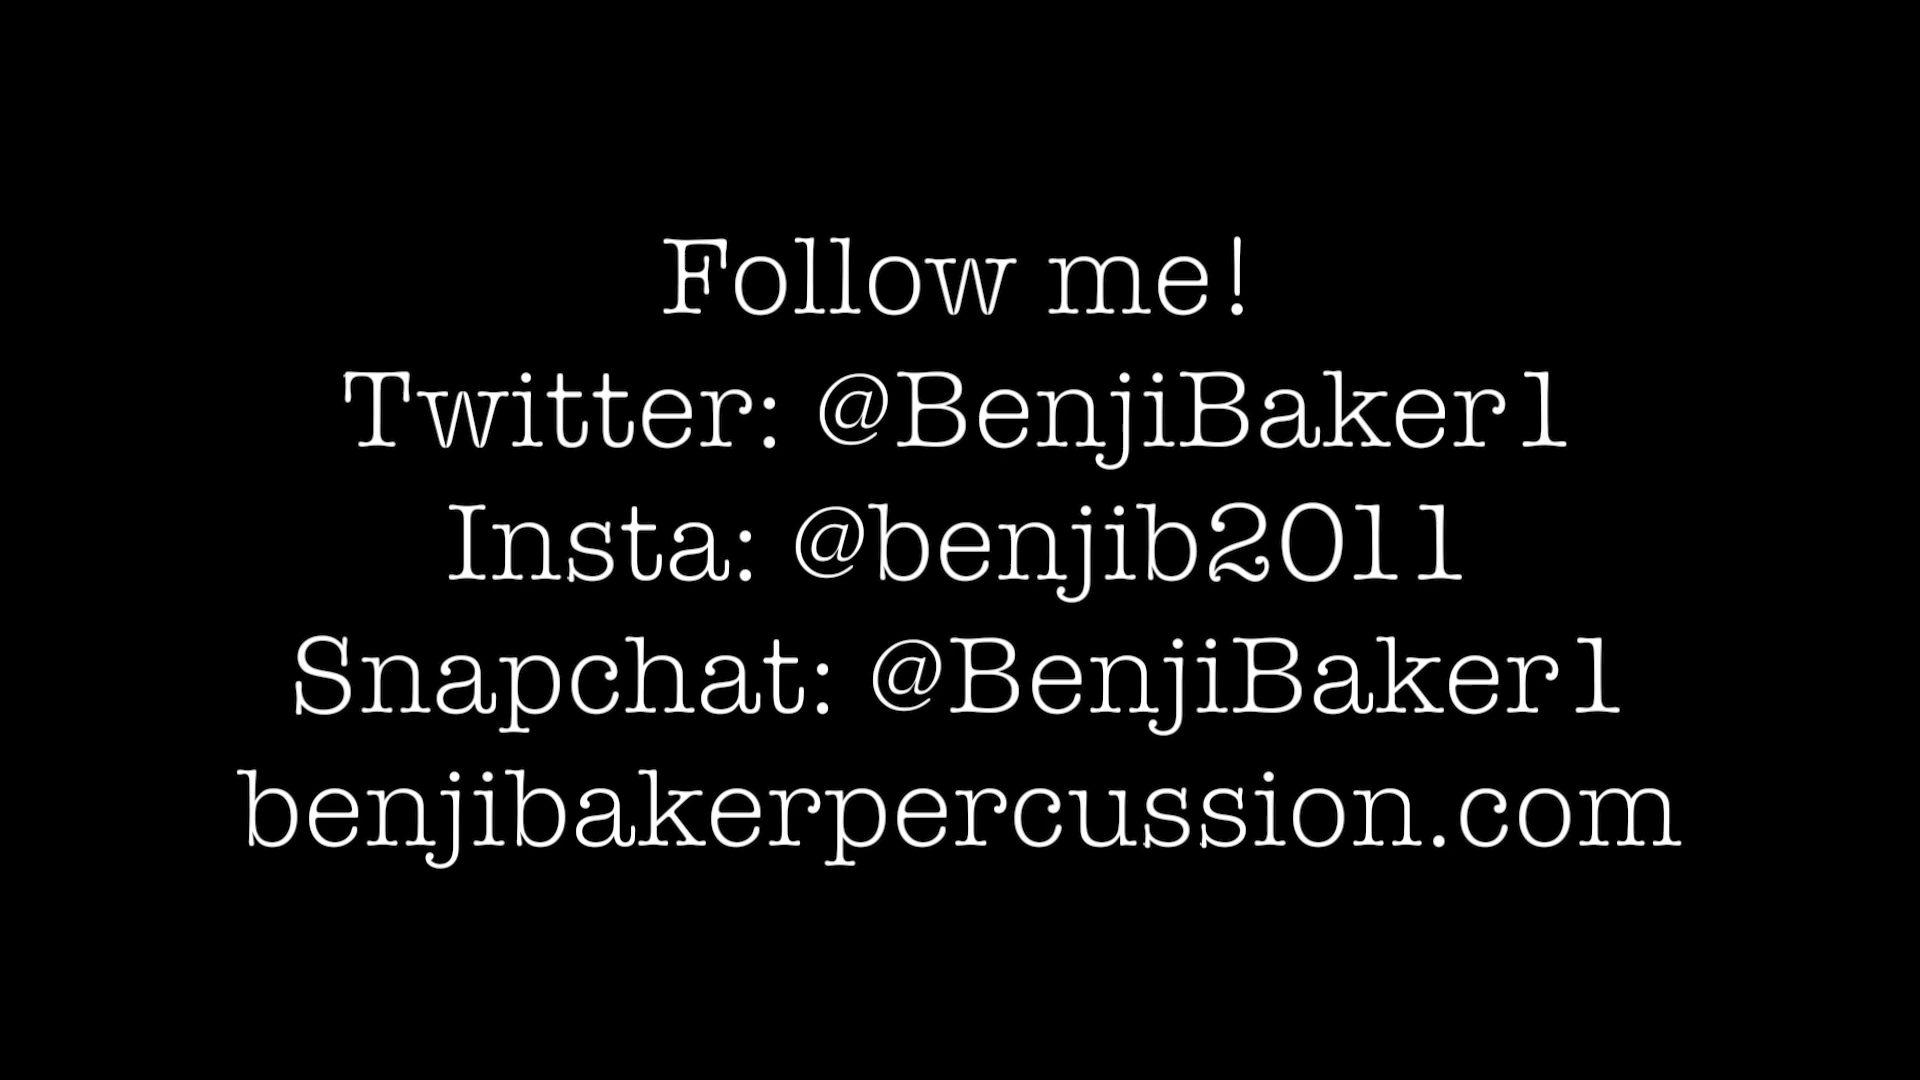 Follow me!
Twitter: @BenjiBaker1
Insta: @benjib2011
Snapchat: @BenjiBaker1
benjibakerpercussion.com